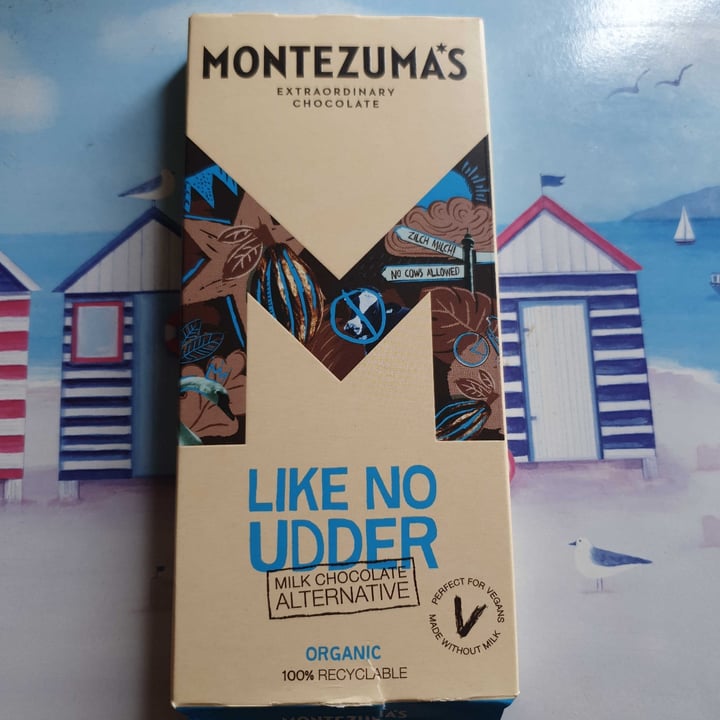 MONTEZUMA'S
EXTRAORDINARY
CHOCOLATE
ZILCH MILCH!
NO COWS ALLOWED
LIKE NO
UDDER
MILK CHOCOLATE
ALTERNATIVE
PERFECT FOR VEGANS
MADE WITHOUT MILK
ORGANIC
100% RECYCLABLE
MONTEZUMA'S